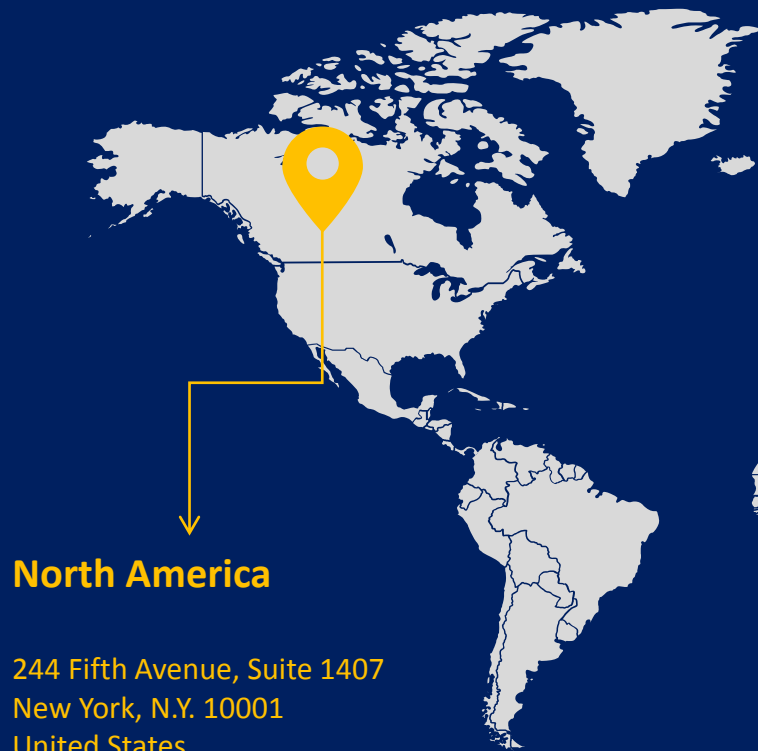 North America
244 Fifth Avenue, Suite 1407
New York, N.Y. 10001
United States